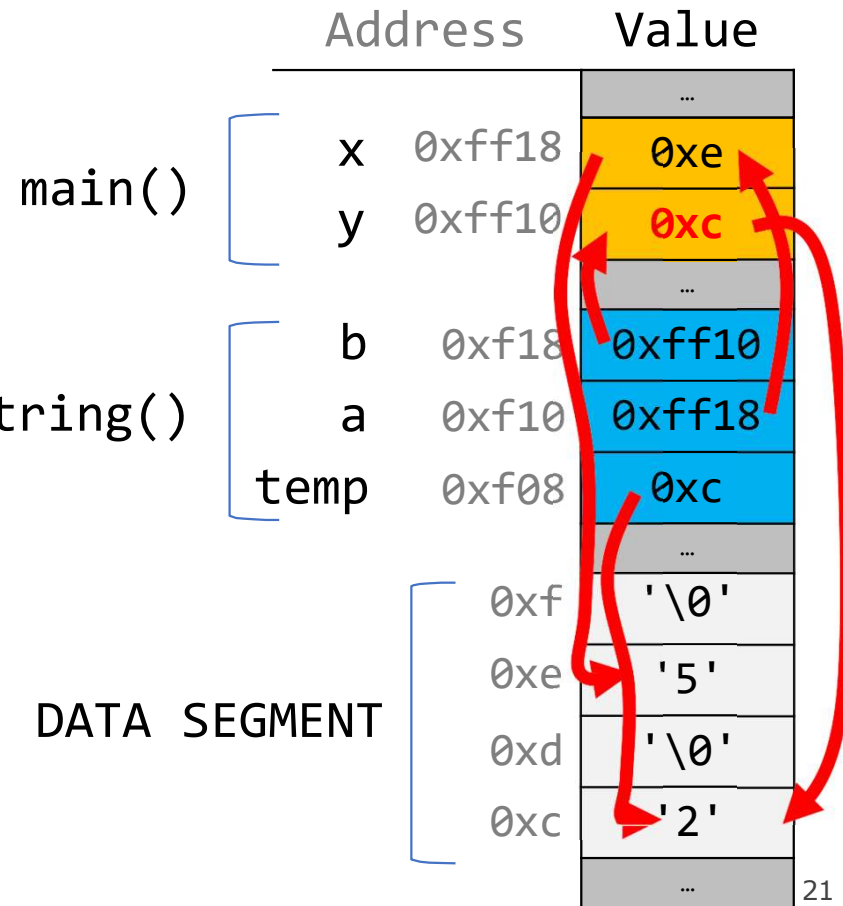 Address Value
…
x 0xff18 0xe
main()
y 0xff10 0xc
…
b 0xf18 0xff10
tring() a 0xf10 0xff18
temp 0xf08 0xc
…
0xf '\0'
0xe '5'
DATA SEGMENT
0xd '\0'
0xc '2'
… 21